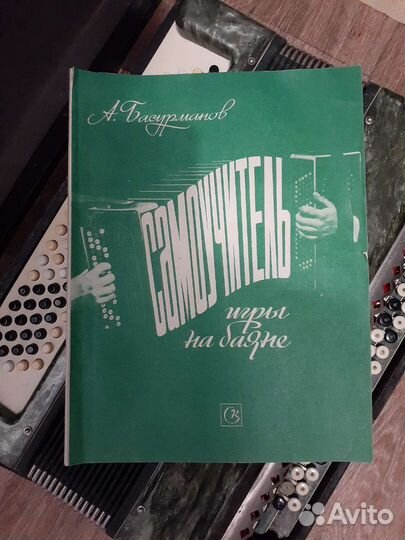 А. Басурманов
Самоучитель
игры
на баяне
Avito